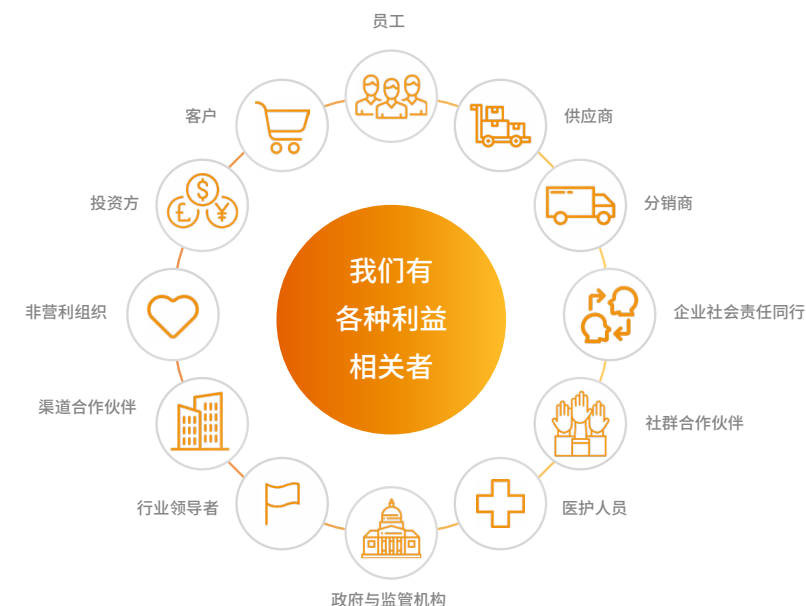 员工
供应商
分销商
企业社会责任同行
社群合作伙伴
医护人员
政府与监管机构
行业领导者
渠道合作伙伴
非营利组织
投资方
客户
我们有
各种利益
相关者